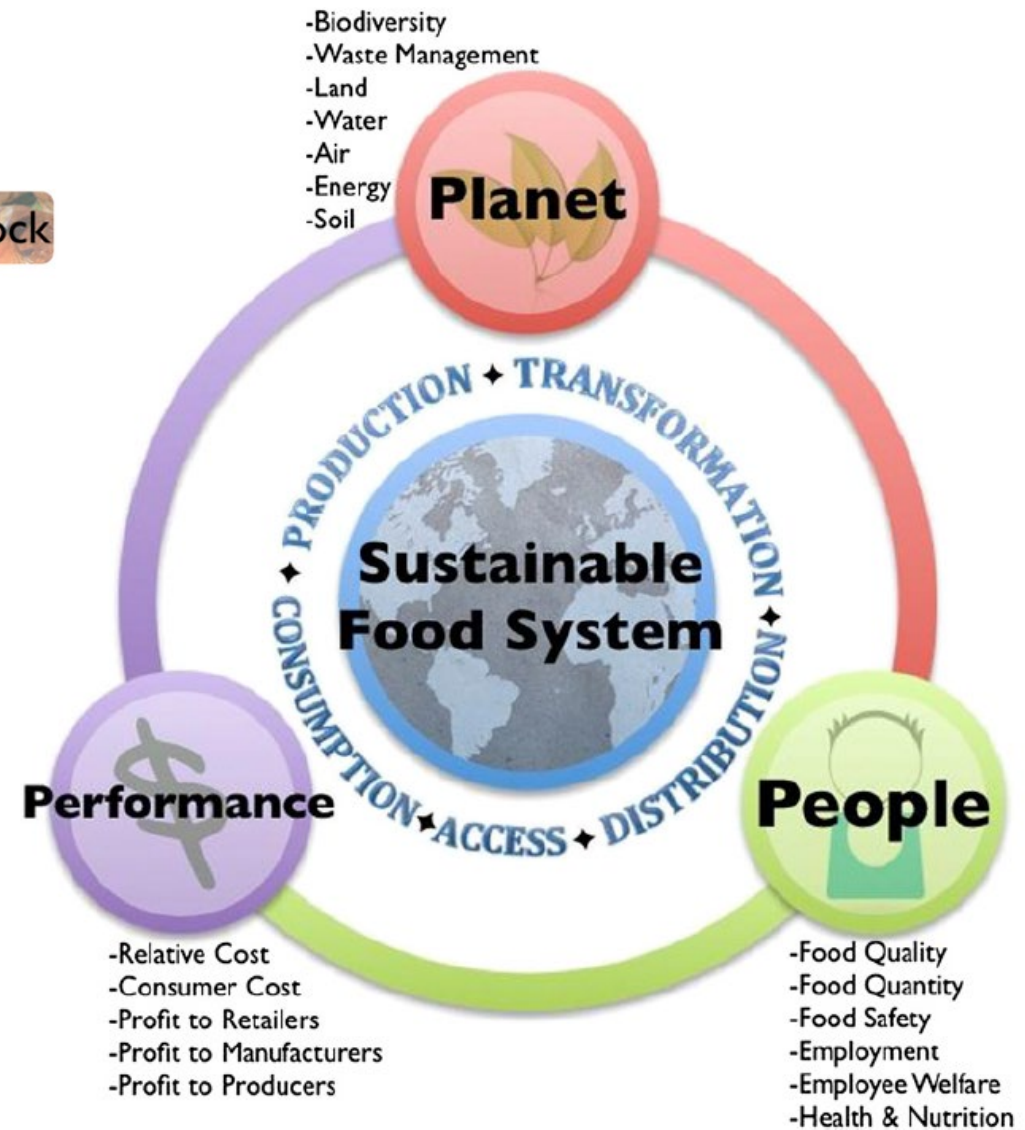 -Biodiversity
-Waste Management
-Land
-Water
-Air
-Energy
-Soil
Planet
PRODUCTION ✦ TRANSFORMATION ✦ DISTRIBUTION ✦ ACCESS ✦ CONSUMPTION ✦
Sustainable
Food System
Performance
-Relative Cost
-Consumer Cost
-Profit to Retailers
-Profit to Manufacturers
-Profit to Producers
People
-Food Quality
-Food Quantity
-Food Safety
-Employment
-Employee Welfare
-Health & Nutrition